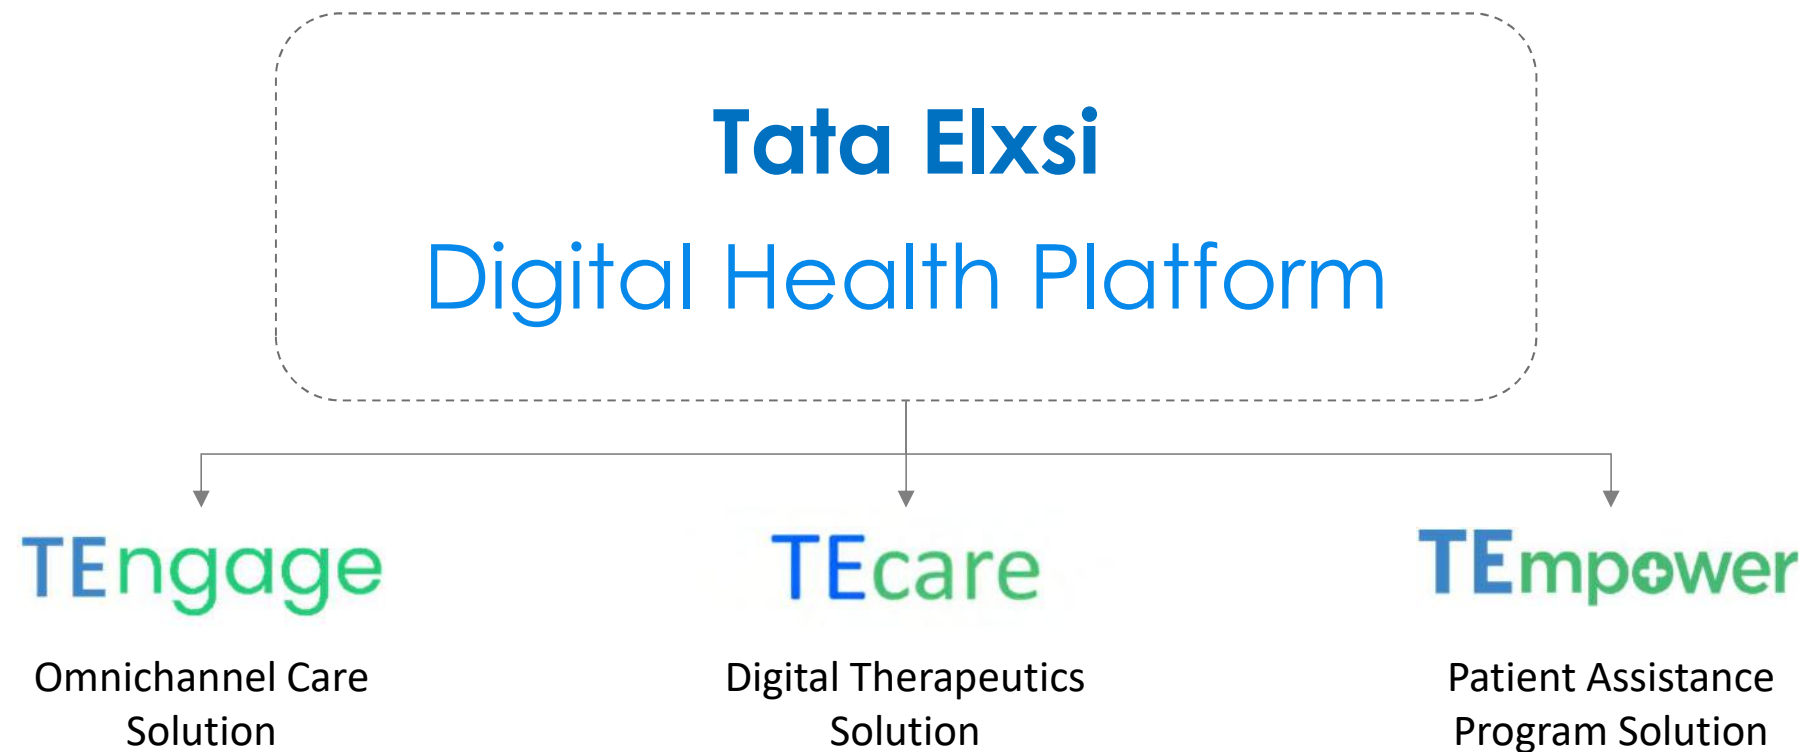 Tata Elxsi
Digital Health Platform
TEngage
TEcare
TEmpower
Omnichannel Care
Solution
Digital Therapeutics
Solution
Patient Assistance
Program Solution